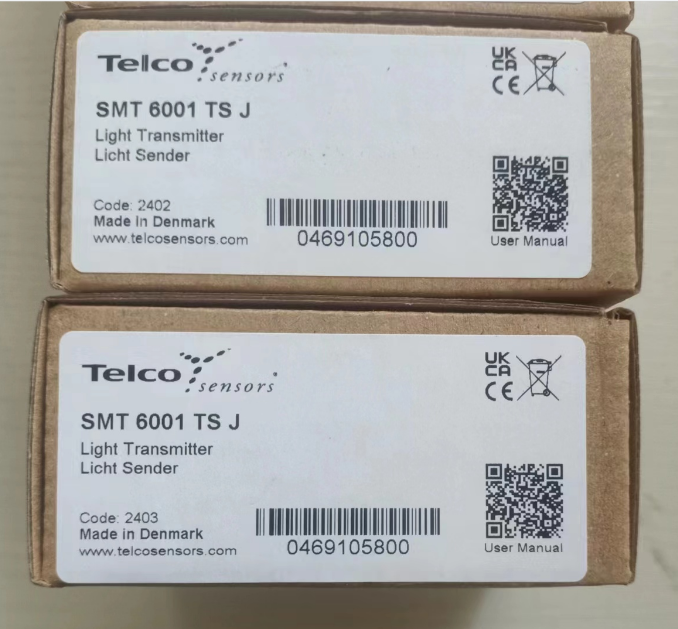 Telco sensors
UK CA
CE
SMT 6001 TS J
Light Transmitter
Licht Sender
Code: 2402
Made in Denmark
www.telcosensors.com
0469105800
User Manual
Telco sensors
UK CA
CE
SMT 6001 TS J
Light Transmitter
Licht Sender
Code: 2403
Made in Denmark
www.telcosensors.com
0469105800
User Manual